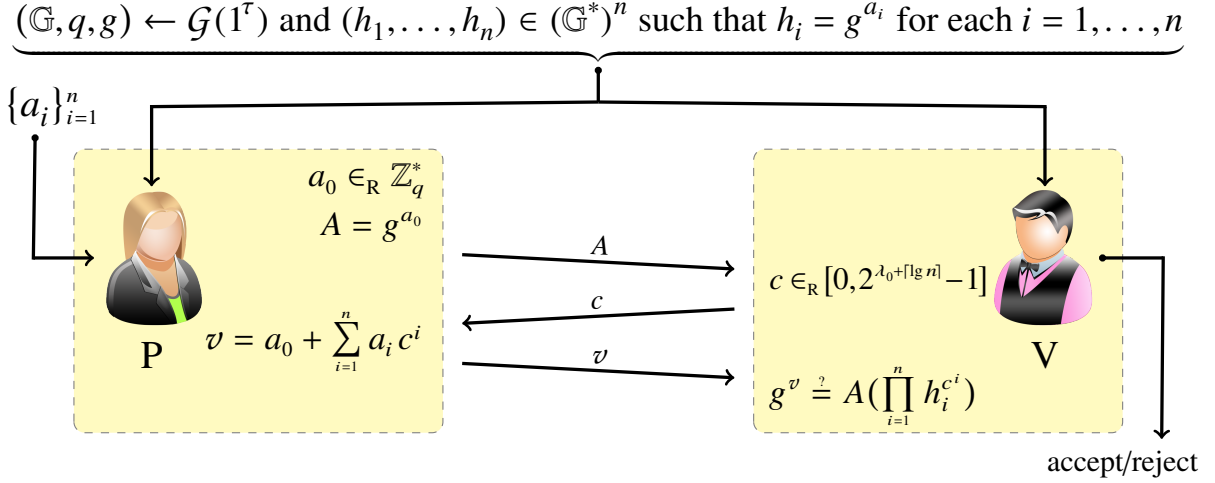 (𝔾, q, g) ← 𝒢(1^τ) and (h_1, …, h_n) ∈ (𝔾*)^n such that h_i = g^{a_i} for each i = 1, …, n
{a_i}_{i=1}^n
a_0 ∈_R ℤ_q^*
A = g^{a_0}
A
c ∈_R [0, 2^{λ_0+⌈lg n⌉} − 1]
c
v = a_0 + ∑_{i=1}^n a_i c^i
P
V
v
g^v ≟ A(∏_{i=1}^n h_i^{c^i})
accept/reject